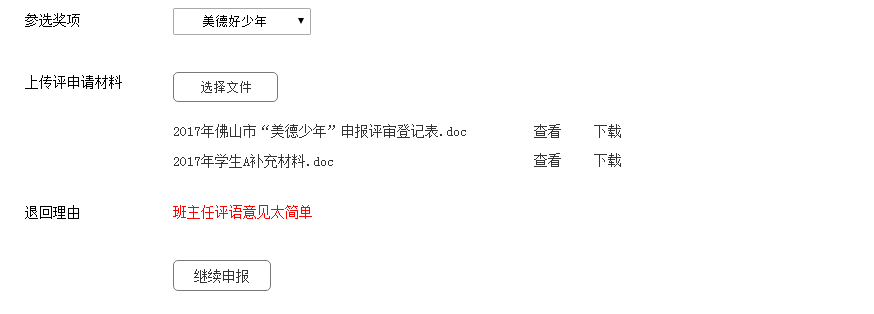 参选奖项 美德好少年
上传评申请材料 选择文件
2017年佛山市“美德少年”申报评审登记表.doc 查看 下载
2017年学生A补充材料.doc 查看 下载
退回理由 班主任评语意见太简单
继续申报